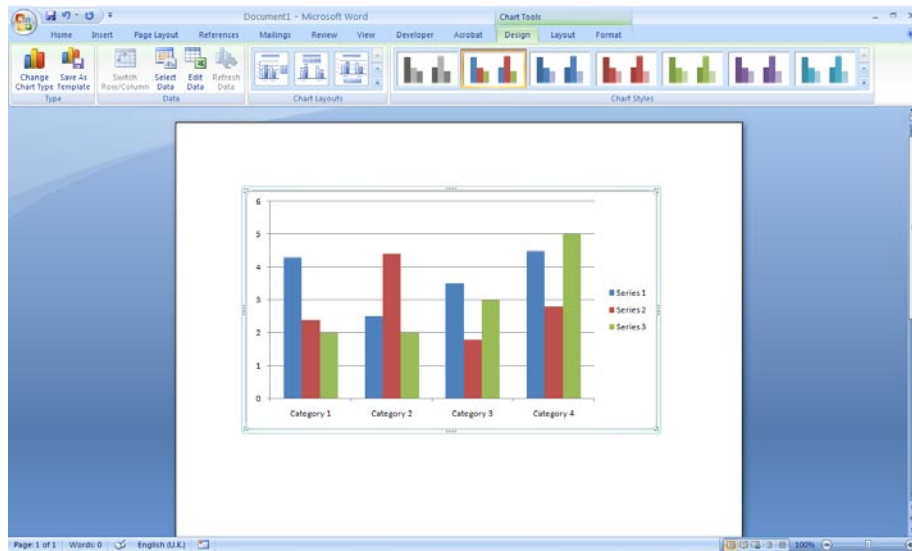 Document1 - Microsoft Word
Chart Tools
Home Insert Page Layout References Mailings Review View Developer Acrobat Design Layout Format
Change Chart Type
Save As Template
Switch Row/Column
Select Data
Edit Data
Refresh Data
Type Data Chart Layouts Chart Styles
6
5
4
3
2
1
0
Series 1
Series 2
Series 3
Category 1 Category 2 Category 3 Category 4
Page: 1 of 1 Words: 0 English (U.K.) 100%